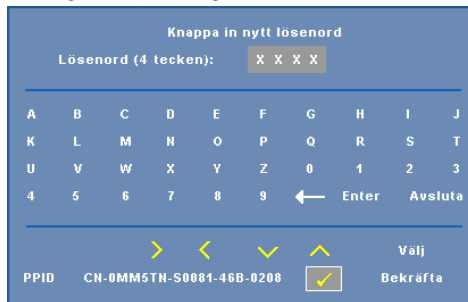 Knappa in nytt lösenord
Lösenord (4 tecken): X X X X
A B C D E F G H I J
K L M N O P Q R S T
U V W X Y Z 0 1 2 3
4 5 6 7 8 9 Enter Avsluta
Välj
PPID CN-0MM5TN-S0081-46B-0208 Bekräfta